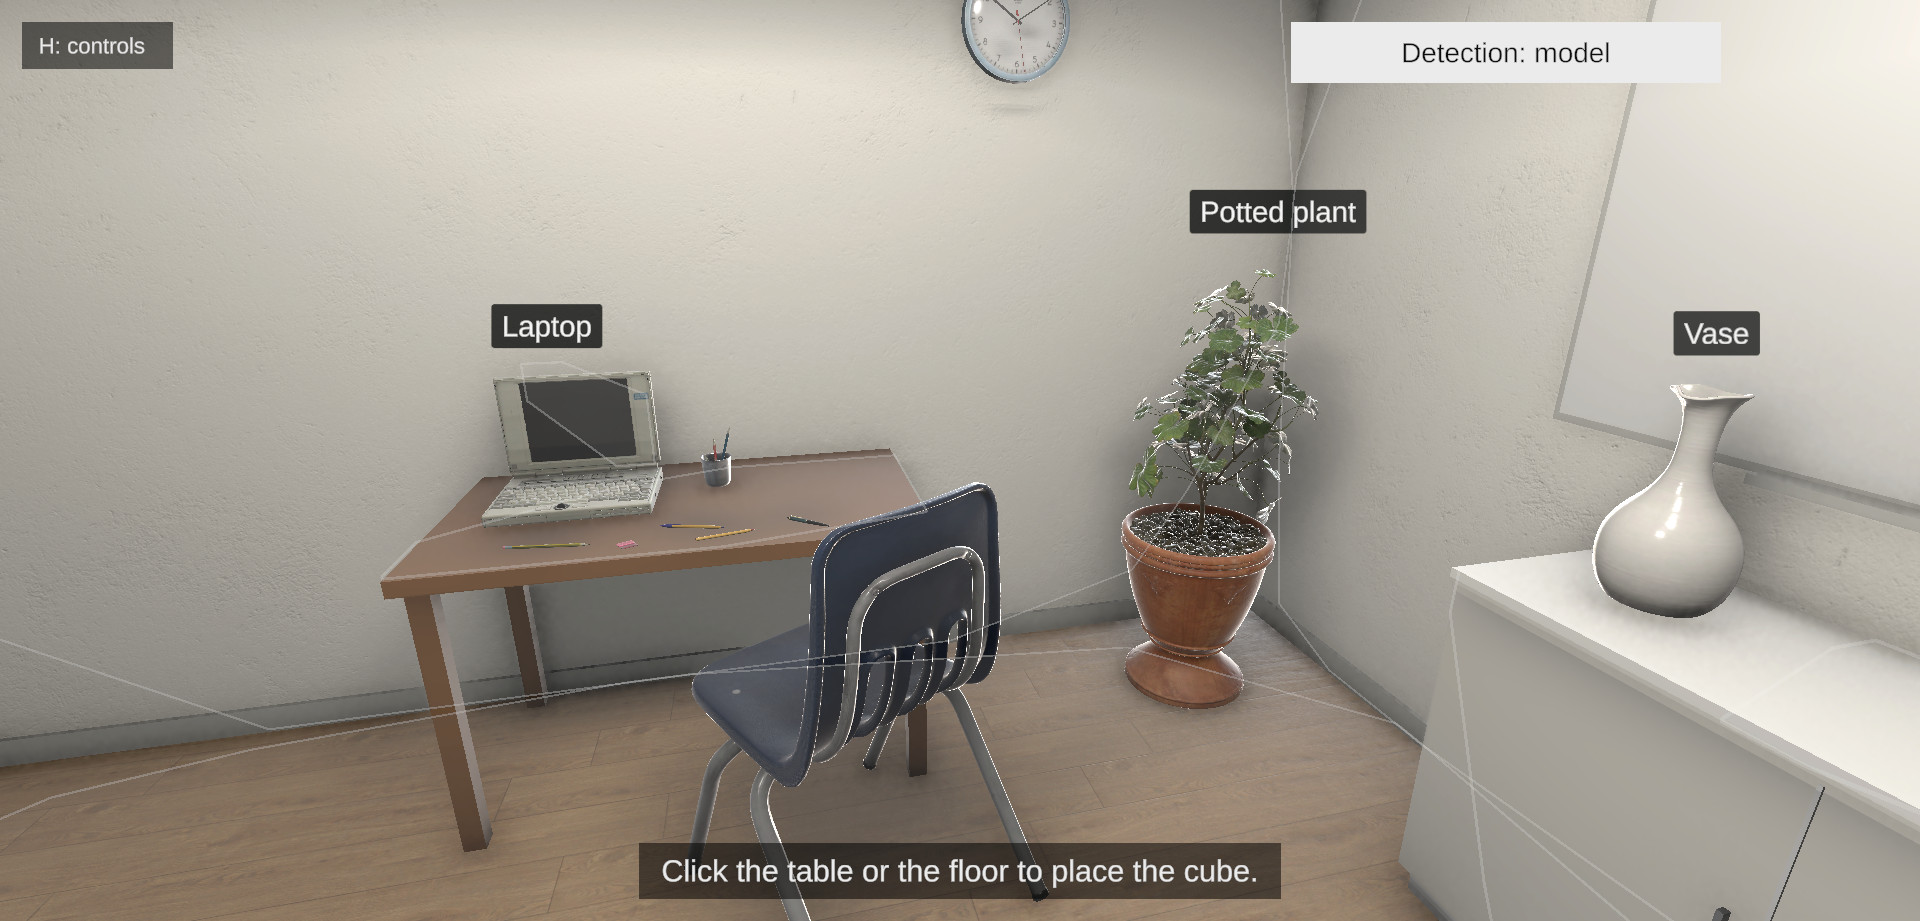 H: controls
Detection: model
Potted plant
Laptop
Vase
Click the table or the floor to place the cube.